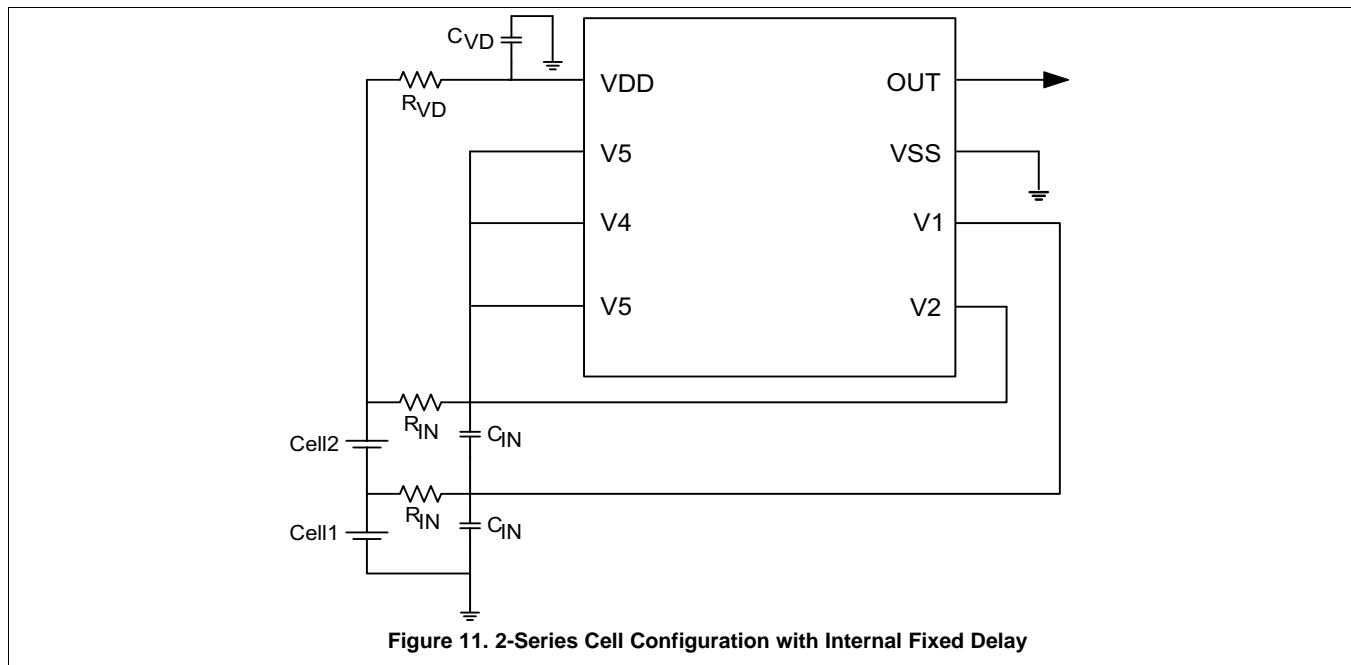 CVD
RVD
VDD
OUT
V5
VSS
V4
V1
V5
V2
RIN
Cell2
CIN
RIN
Cell1
CIN
Figure 11. 2-Series Cell Configuration with Internal Fixed Delay